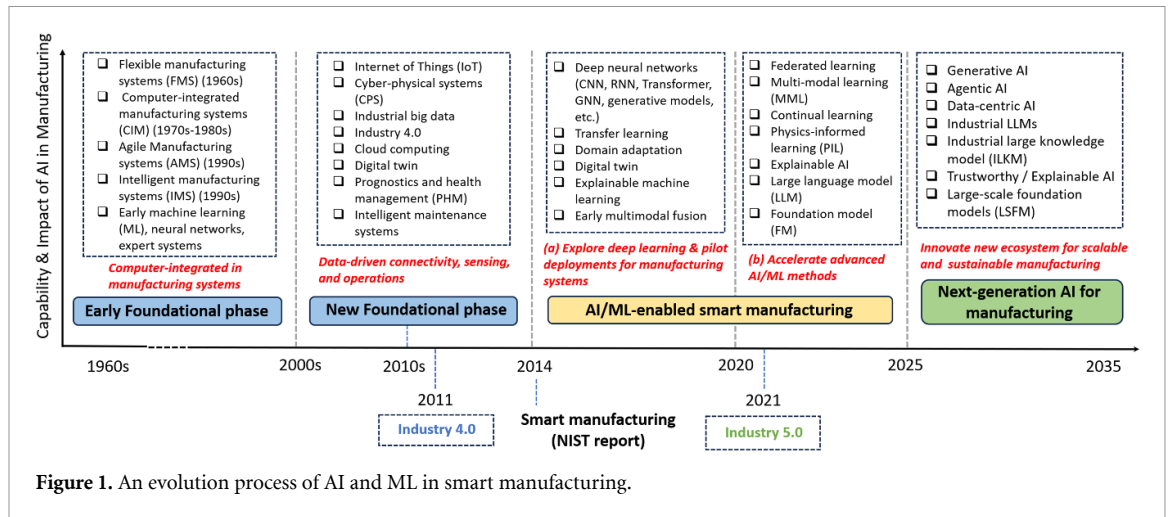 Capability & Impact of AI in Manufacturing
Flexible manufacturing
systems (FMS) (1960s)
Computer-integrated
manufacturing systems
(CIM) (1970s-1980s)
Agile Manufacturing
systems (AMS) (1990s)
Intelligent manufacturing
systems (IMS) (1990s)
Early machine learning
(ML), neural networks,
expert systems
Computer-integrated in
manufacturing systems
Early Foundational phase
Internet of Things (IoT)
Cyber-physical systems
(CPS)
Industrial big data
Industry 4.0
Cloud computing
Digital twin
Prognostics and health
management (PHM)
Intelligent maintenance
systems
Data-driven connectivity, sensing,
and operations
New Foundational phase
Deep neural networks
(CNN, RNN, Transformer,
GNN, generative models,
etc.)
Transfer learning
Domain adaptation
Digital twin
Explainable machine
learning
Early multimodal fusion
(a) Explore deep learning & pilot
deployments for manufacturing
systems
Federated learning
Multi-modal learning
(MML)
Continual learning
Physics-informed
learning (PIL)
Explainable AI
Large language model
(LLM)
Foundation model
(FM)
(b) Accelerate advanced
AI/ML methods
AI/ML-enabled smart manufacturing
Generative AI
Agentic AI
Data-centric AI
Industrial LLMs
Industrial large knowledge
model (ILKM)
Trustworthy / Explainable AI
Large-scale foundation
models (LSFM)
Innovate new ecosystem for scalable
and sustainable manufacturing
Next-generation AI for
manufacturing
1960s 2000s 2010s 2014 2020 2025 2035
2011
Industry 4.0
Smart manufacturing
(NIST report)
2021
Industry 5.0
Figure 1. An evolution process of AI and ML in smart manufacturing.